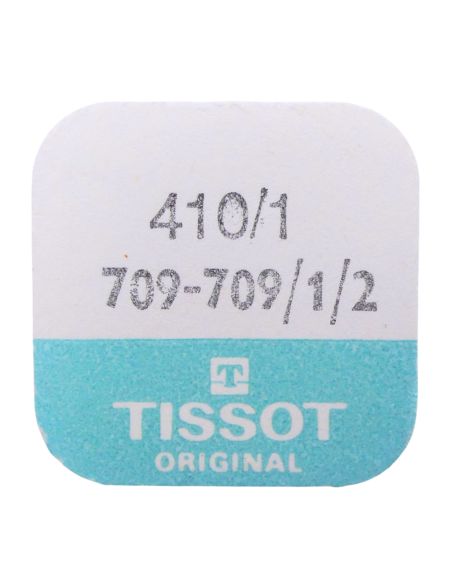 410/1
709-709/1/2
T
TISSOT
ORIGINAL